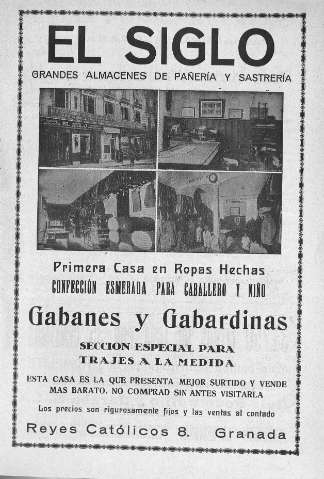 EL SIGLO
GRANDES ALMACENES DE PAÑERÍA Y SASTRERÍA
Primera Casa en Ropas Hechas
CONFECCIÓN ESMERADA PARA CABALLERO Y NIÑO
Gabanes y Gabardinas
SECCION ESPECIAL PARA
TRAJES A LA MEDIDA
ESTA CASA ES LA QUE PRESENTA MEJOR SURTIDO Y VENDE
MAS BARATO. NO COMPRAD SIN ANTES VISITARLA
Los precios son rigurosamente fijos y las ventas al contado
Reyes Católicos 8. Granada